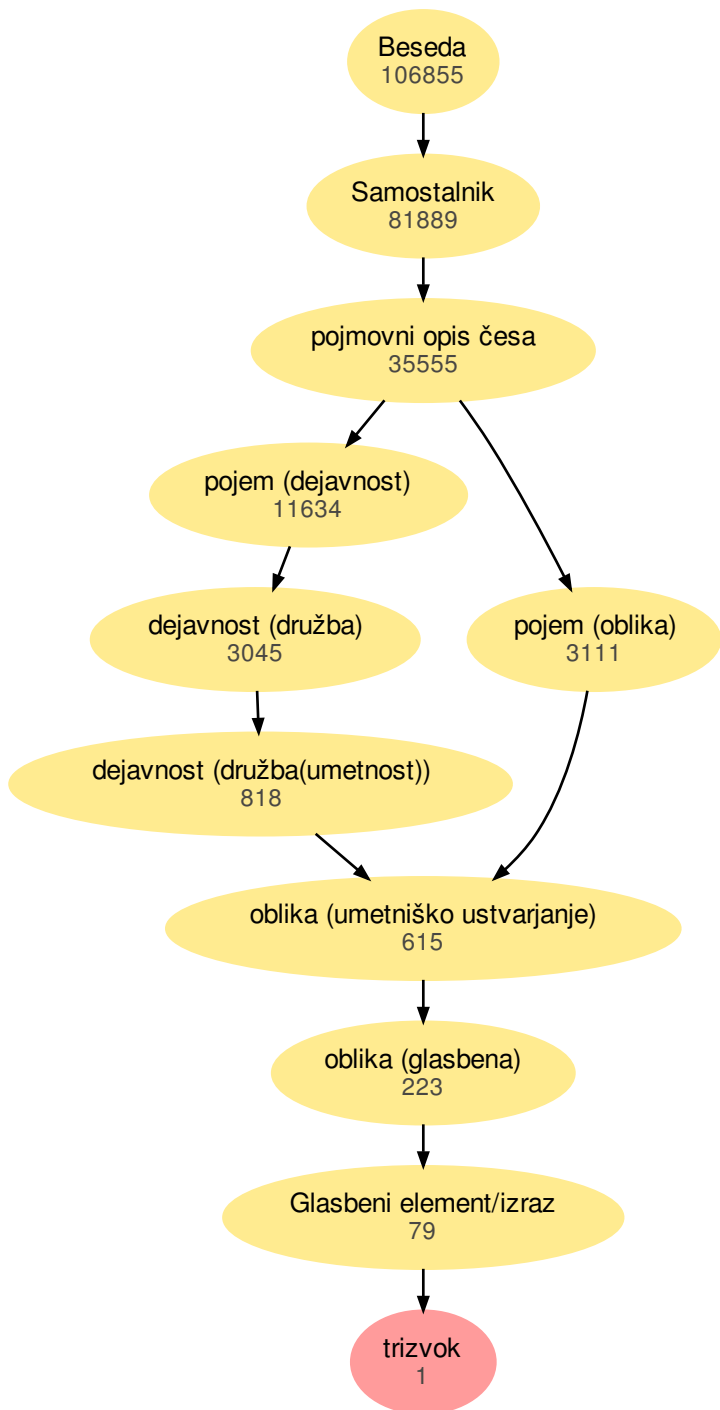 Beseda
106855
Samostalnik
81889
pojmovni opis česa
35555
pojem (dejavnost)
11634
dejavnost (družba)
3045
pojem (oblika)
3111
dejavnost (družba(umetnost))
818
oblika (umetniško ustvarjanje)
615
oblika (glasbena)
223
Glasbeni element/izraz
79
trizvok
1